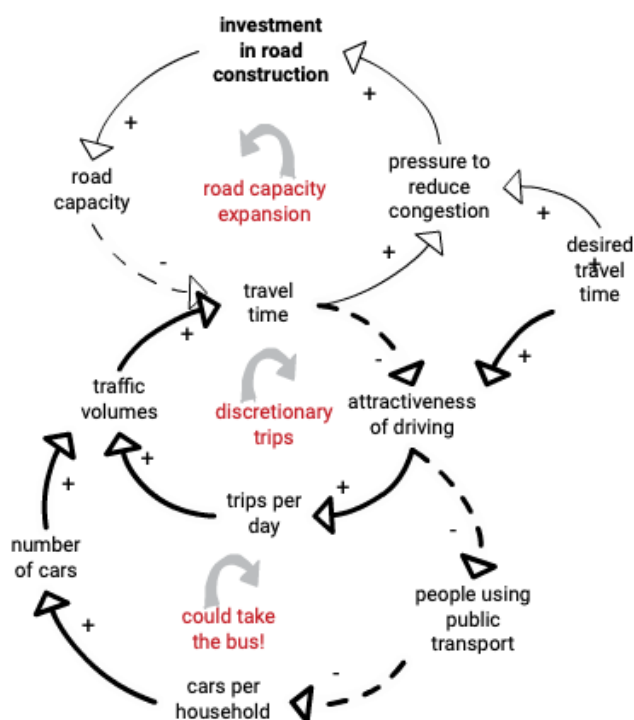 investment
in road
construction
+
+
road
capacity
road capacity
expansion
pressure to
reduce
congestion
+
desired
travel
time
+
-
+
travel
time
+
-
+
traffic
volumes
discretionary
trips
attractiveness
of driving
+
+
+
trips per
day
-
number
of cars
could take
the bus!
people using
public
transport
+
-
cars per
household